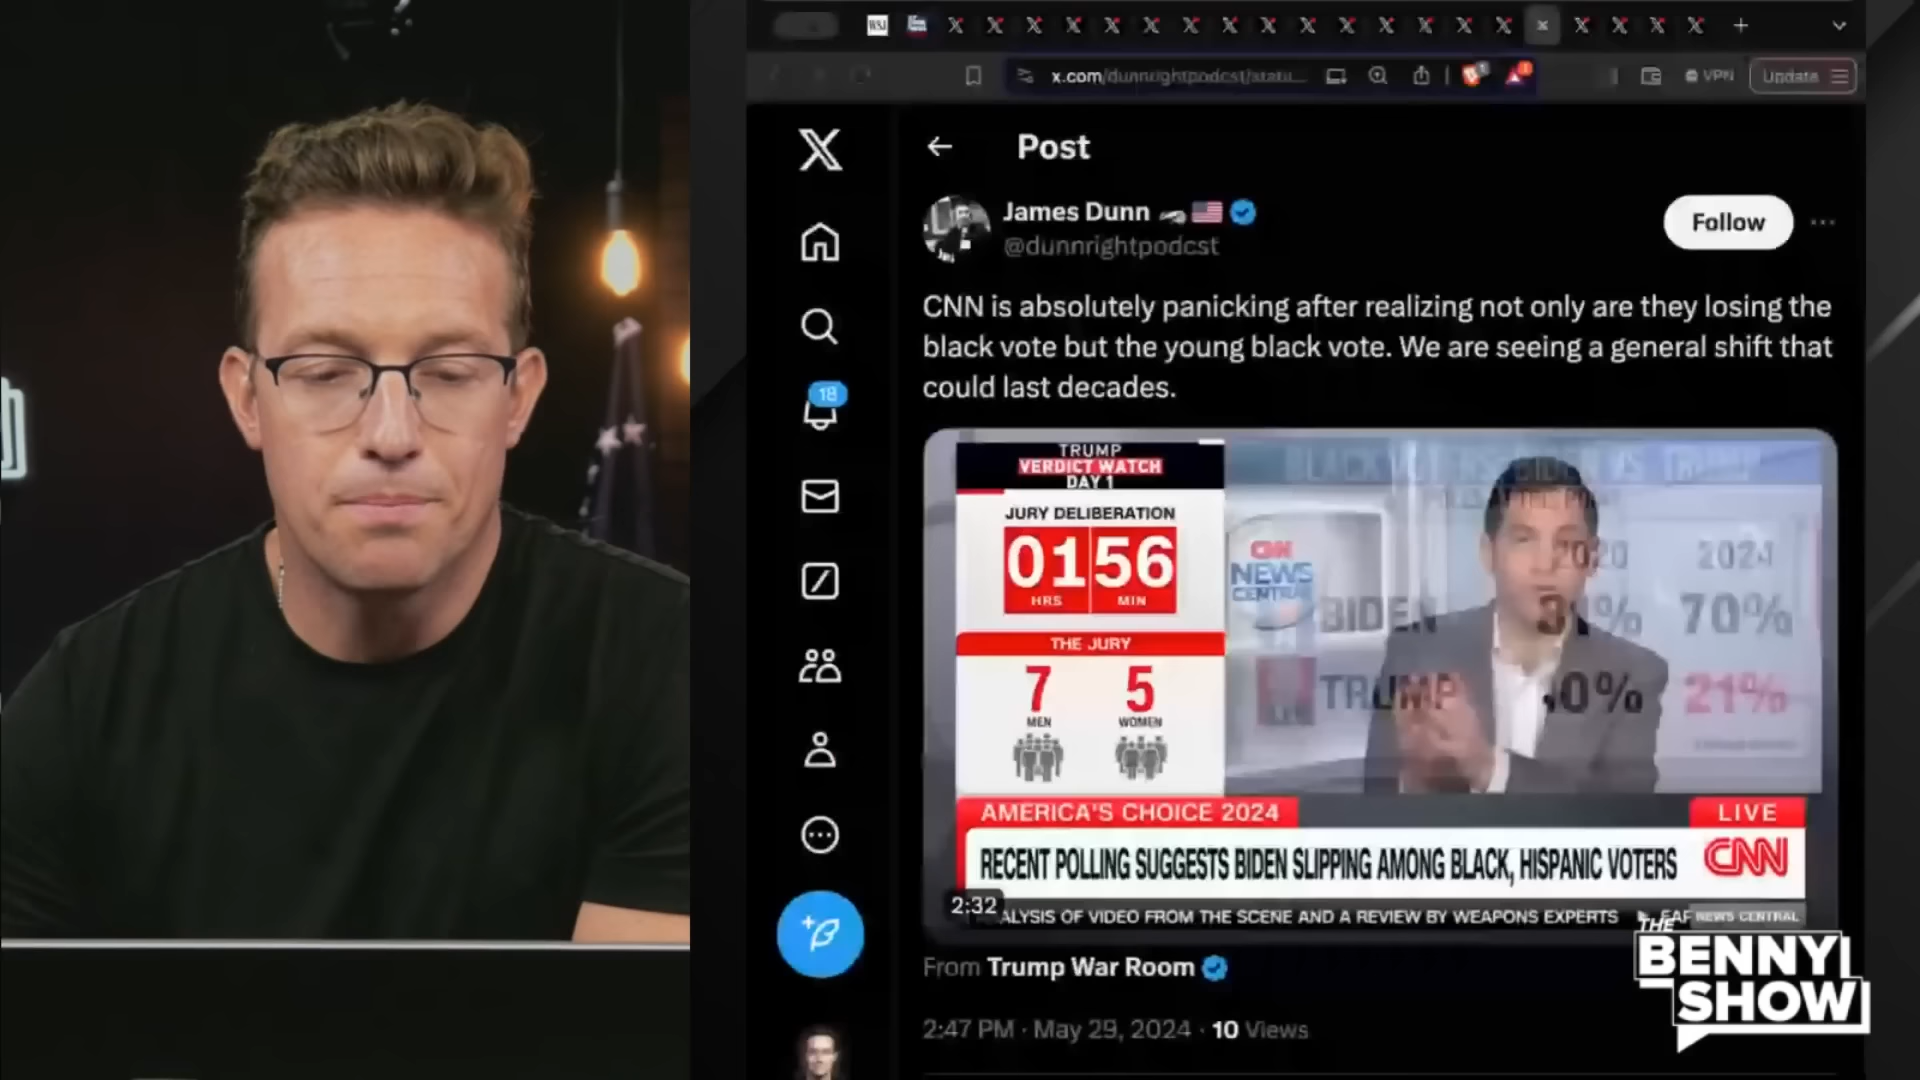 WSJ
x.com/dunnrightpodcst/statu...
VPN
Update
Post
James Dunn
@dunnrightpodcst
Follow
18
CNN is absolutely panicking after realizing not only are they losing the
black vote but the young black vote. We are seeing a general shift that
could last decades.
TRUMP
VERDICT WATCH
DAY 1
JURY DELIBERATION
01 56
HRS MIN
THE JURY
7 5
MEN WOMEN
CNN
NEWS
CENTRAL
2020 2024
BIDEN 70%
TRUMP 21%
AMERICA'S CHOICE 2024
LIVE
RECENT POLLING SUGGESTS BIDEN SLIPPING AMONG BLACK, HISPANIC VOTERS
CNN
2:32
ALYSIS OF VIDEO FROM THE SCENE AND A REVIEW BY WEAPONS EXPERTS
NEWS CENTRAL
From Trump War Room
2:47 PM · May 29, 2024 · 10 Views
THE
BENNY
SHOW